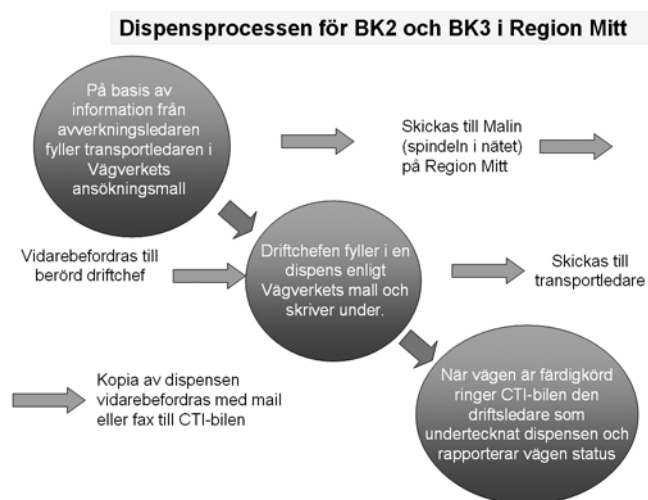 Dispensprocessen för BK2 och BK3 i Region Mitt
På basis av
information från
avverkningsledaren
fyller transportledaren i
Vägverkets
ansökningsmall
Skickas till Malin
(spindeln i nätet)
på Region Mitt
Vidarebefordras till
berörd driftchef
Driftchefen fyller i en
dispens enligt
Vägverkets mall och
skriver under.
Skickas till
transportledare
Kopia av dispensen
vidarebefordras med mail
eller fax till CTI-bilen
När vägen är färdigkörd
ringer CTI-bilen den
driftsledare som
undertecknat dispensen och
rapporterar vägen status